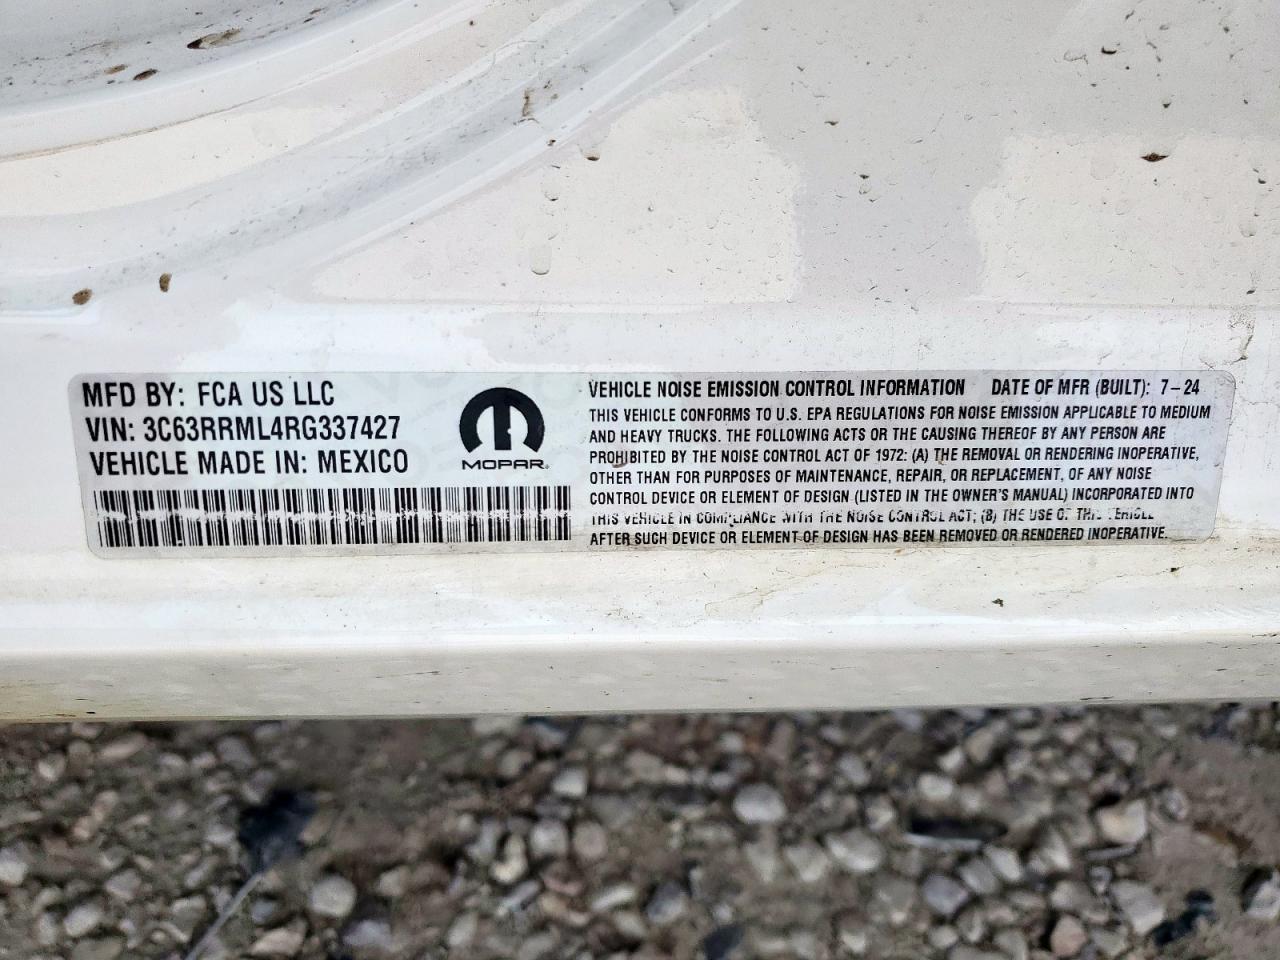 MFD BY: FCA US LLC
VIN: 3C63RRML4RG337427
VEHICLE MADE IN: MEXICO
MOPAR®
VEHICLE NOISE EMISSION CONTROL INFORMATION DATE OF MFR (BUILT): 7-24
THIS VEHICLE CONFORMS TO U.S. EPA REGULATIONS FOR NOISE EMISSION APPLICABLE TO MEDIUM
AND HEAVY TRUCKS. THE FOLLOWING ACTS OR THE CAUSING THEREOF BY ANY PERSON ARE
PROHIBITED BY THE NOISE CONTROL ACT OF 1972: (A) THE REMOVAL OR RENDERING INOPERATIVE,
OTHER THAN FOR PURPOSES OF MAINTENANCE, REPAIR, OR REPLACEMENT, OF ANY NOISE
CONTROL DEVICE OR ELEMENT OF DESIGN (LISTED IN THE OWNER'S MANUAL) INCORPORATED INTO
THIS VEHICLE IN COMPLIANCE WITH THE NOISE CONTROL ACT; (B) THE USE OF THIS VEHICLE
AFTER SUCH DEVICE OR ELEMENT OF DESIGN HAS BEEN REMOVED OR RENDERED INOPERATIVE.